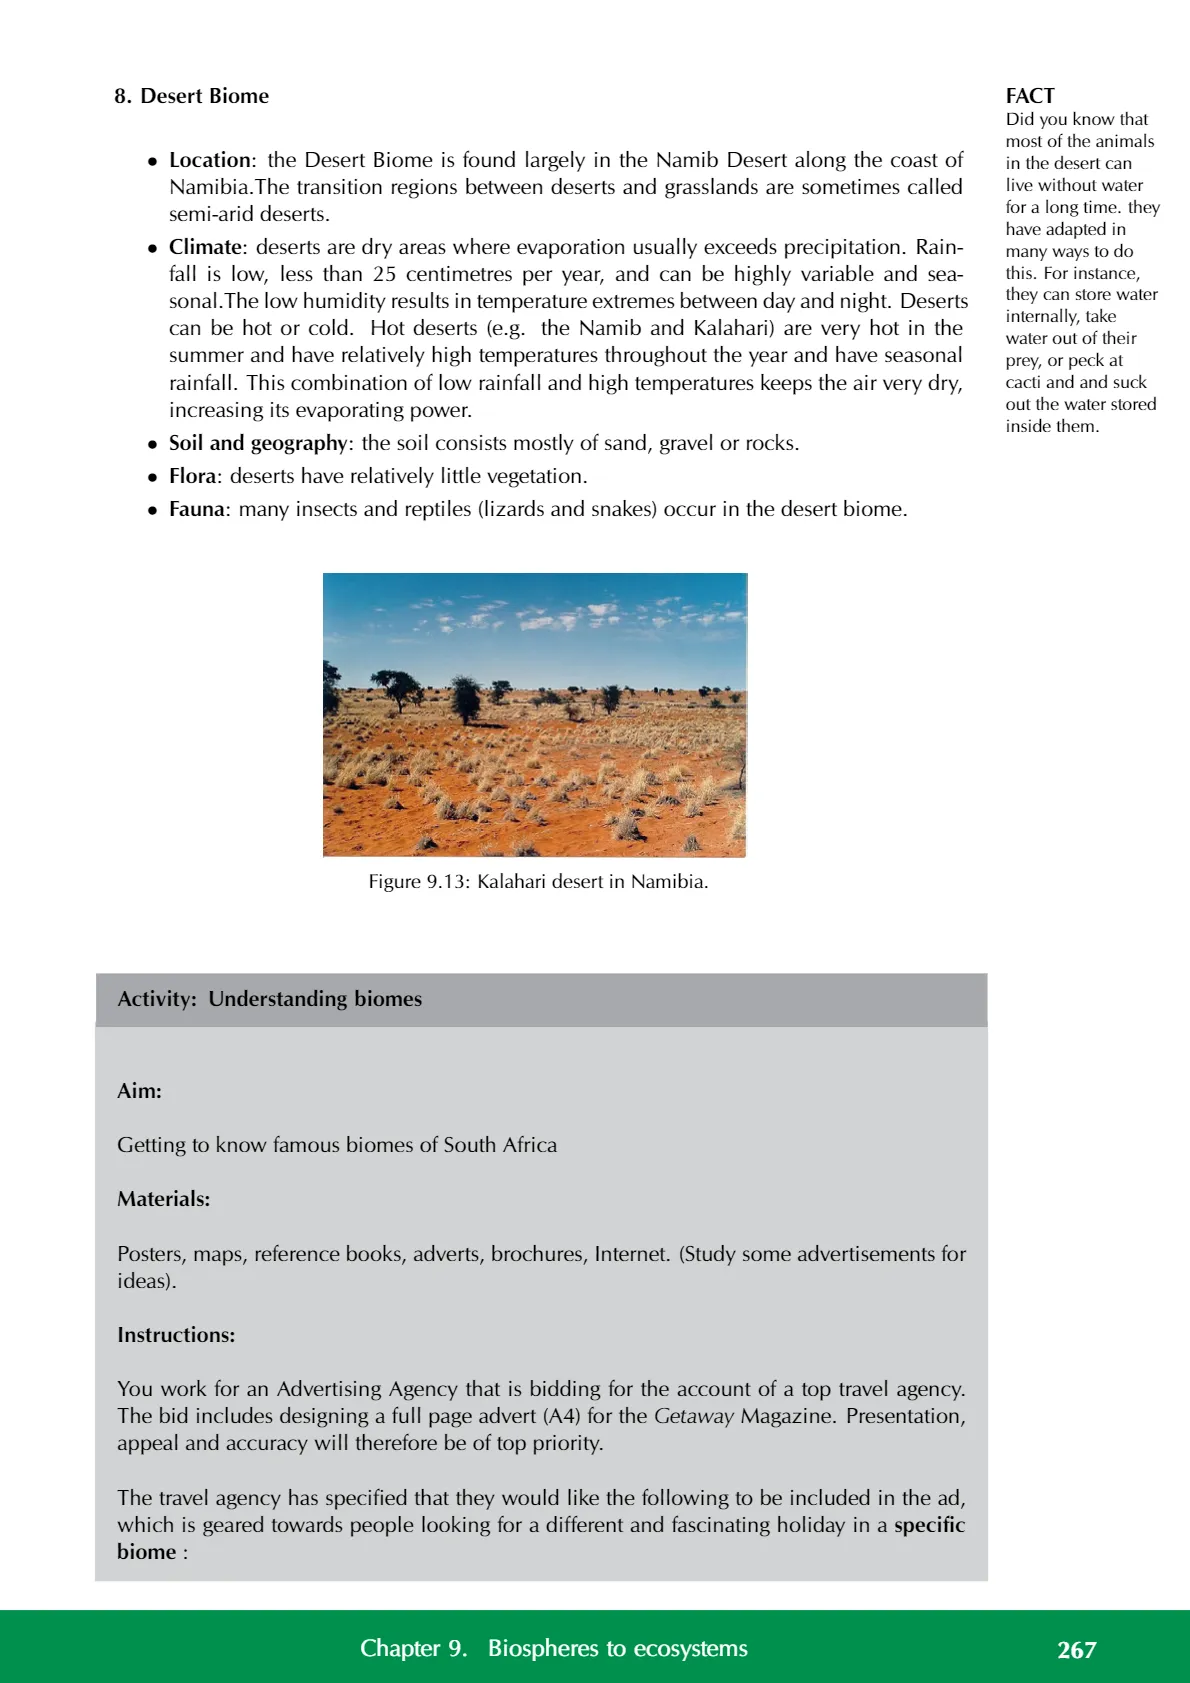 8. Desert Biome
• Location: the Desert Biome is found largely in the Namib Desert along the coast of
Namibia.The transition regions between deserts and grasslands are sometimes called
semi-arid deserts.
• Climate: deserts are dry areas where evaporation usually exceeds precipitation. Rain-
fall is low, less than 25 centimetres per year, and can be highly variable and sea-
sonal.The low humidity results in temperature extremes between day and night. Deserts
can be hot or cold. Hot deserts (e.g. the Namib and Kalahari) are very hot in the
summer and have relatively high temperatures throughout the year and have seasonal
rainfall. This combination of low rainfall and high temperatures keeps the air very dry,
increasing its evaporating power.
• Soil and geography: the soil consists mostly of sand, gravel or rocks.
• Flora: deserts have relatively little vegetation.
• Fauna: many insects and reptiles (lizards and snakes) occur in the desert biome.
FACT
Did you know that
most of the animals
in the desert can
live without water
for a long time. they
have adapted in
many ways to do
this. For instance,
they can store water
internally, take
water out of their
prey, or peck at
cacti and and suck
out the water stored
inside them.
Figure 9.13: Kalahari desert in Namibia.
Activity: Understanding biomes
Aim:
Getting to know famous biomes of South Africa
Materials:
Posters, maps, reference books, adverts, brochures, Internet. (Study some advertisements for
ideas).
Instructions:
You work for an Advertising Agency that is bidding for the account of a top travel agency.
The bid includes designing a full page advert (A4) for the Getaway Magazine. Presentation,
appeal and accuracy will therefore be of top priority.
The travel agency has specified that they would like the following to be included in the ad,
which is geared towards people looking for a different and fascinating holiday in a specific
biome :
Chapter 9. Biospheres to ecosystems
267